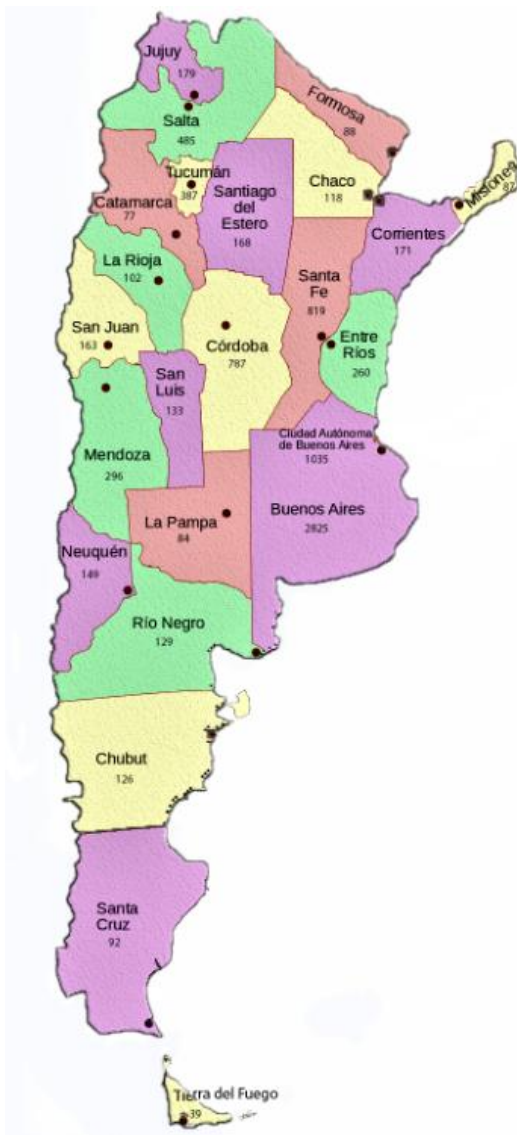 Jujuy
179
Salta
485
Formosa
88
Tucumán
387
Santiago
del
Estero
168
Chaco
118
Misiones
Catamarca
77
Corrientes
171
La Rioja
102
Santa
Fe
819
San Juan
163
Córdoba
787
Entre
Ríos
260
San
Luis
133
Ciudad Autónoma
de Buenos Aires
1035
Mendoza
296
La Pampa
84
Buenos Aires
2825
Neuquén
149
Río Negro
129
Chubut
126
Santa
Cruz
92
Tierra del Fuego
39